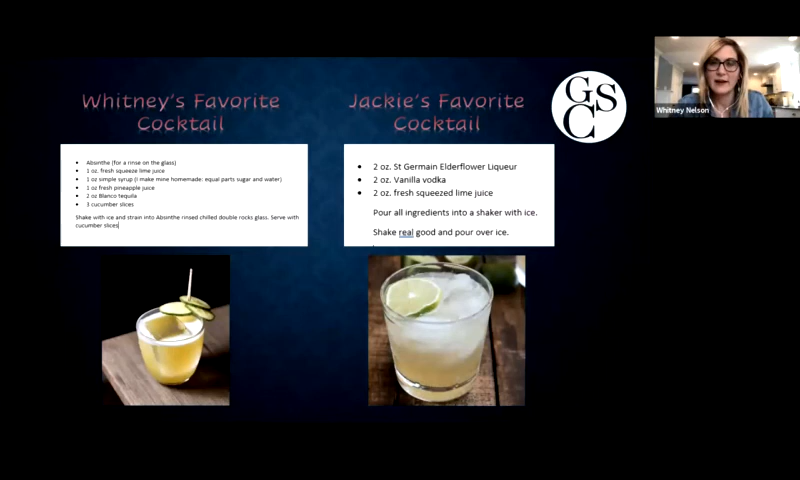 Whitney's Favorite
Cocktail
Absinthe (for a rinse on the glass)
1 oz. fresh squeeze lime juice
1 oz simple syrup (I make mine homemade: equal parts sugar and water)
1 oz fresh pineapple juice
2 oz Blanco tequila
3 cucumber slices
Shake with ice and strain into Absinthe rinsed chilled double rocks glass. Serve with
cucumber slices
Jackie's Favorite
Cocktail
2 oz. St Germain Elderflower Liqueur
2 oz. Vanilla vodka
2 oz. fresh squeezed lime juice
Pour all ingredients into a shaker with ice.
Shake real good and pour over ice.
GSC
Whitney Nelson